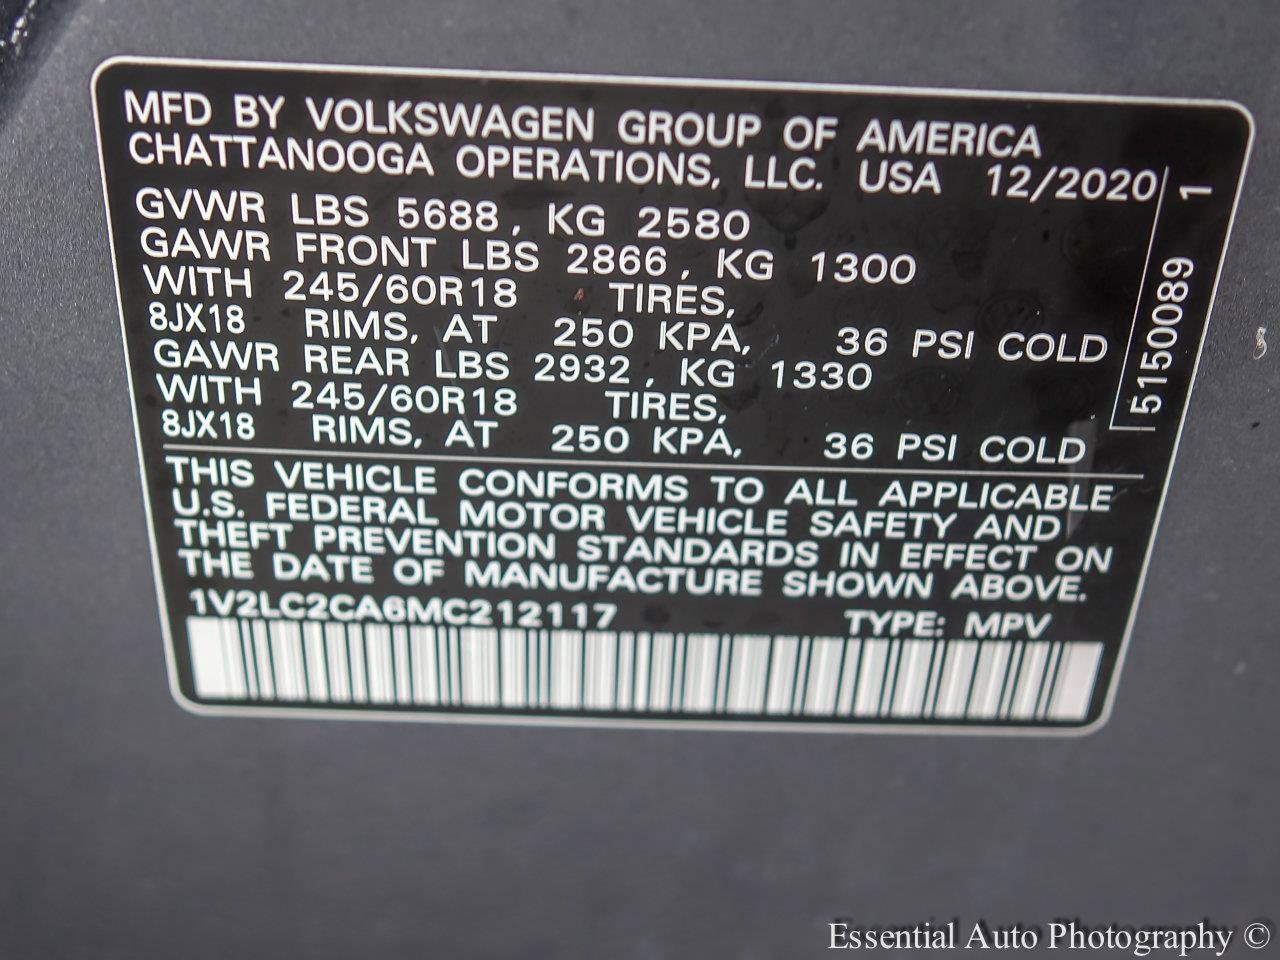 MFD BY VOLKSWAGEN GROUP OF AMERICA
CHATTANOOGA OPERATIONS, LLC. USA 12/2020
GVWR LBS 5688, KG 2580
GAWR FRONT LBS 2866, KG 1300
WITH 245/60R18 TIRES,
8JX18 RIMS, AT 250 KPA, 36 PSI COLD
GAWR REAR LBS 2932, KG 1330
WITH 245/60R18 TIRES,
8JX18 RIMS, AT 250 KPA, 36 PSI COLD
5150089
1
THIS VEHICLE CONFORMS TO ALL APPLICABLE
U.S. FEDERAL MOTOR VEHICLE SAFETY AND
THEFT PREVENTION STANDARDS IN EFFECT ON
THE DATE OF MANUFACTURE SHOWN ABOVE.
1V2LC2CA6MC212117 TYPE: MPV
Essential Auto Photography ©